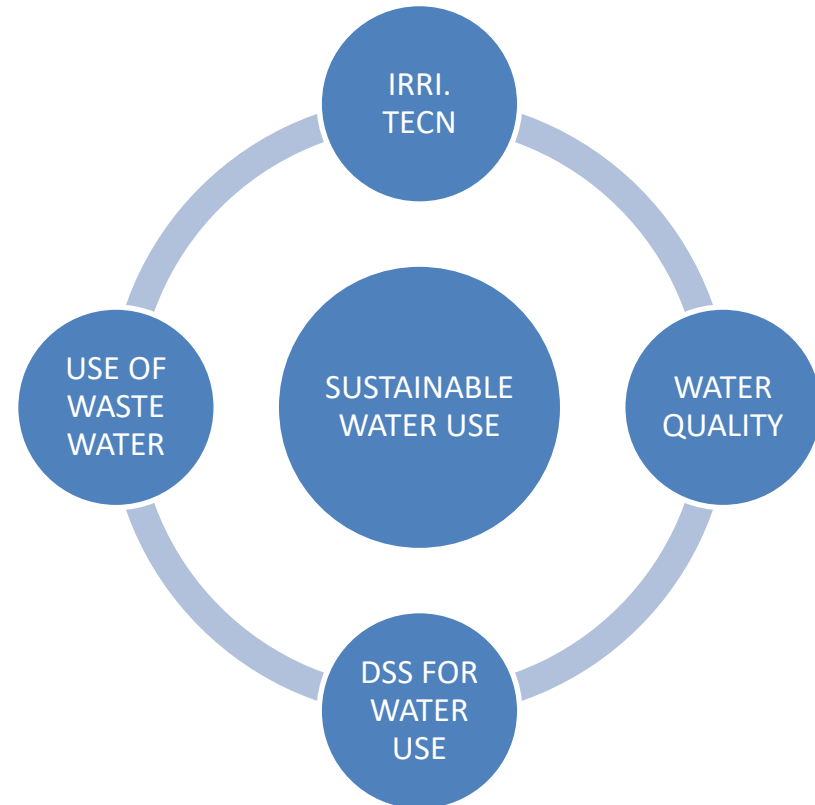 IRRI.
TECN
USE OF
WASTE
WATER
SUSTAINABLE
WATER USE
WATER
QUALITY
DSS FOR
WATER
USE